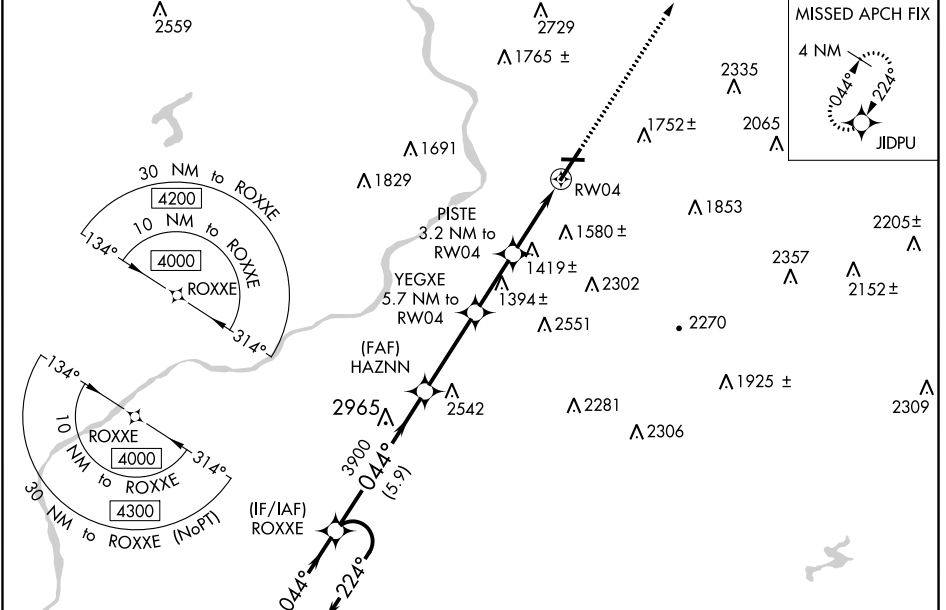 2559
2729
1765 ±
MISSED APCH FIX
4 NM
044°
224°
JIDPU
2335
1752 ±
2065
1691
1829
RW04
30 NM to ROXXE
4200
10 NM to ROXXE
4000
134°
ROXXE
314°
PISTE
3.2 NM to
RW04
1853
1580 ±
2205±
1419±
2357
2152±
YEGXE
5.7 NM to
RW04
1394±
2302
2551
2270
(FAF)
HAZNN
134°
2965
2542
1925 ±
2309
2281
2306
ROXXE
314°
4000
10 NM to ROXXE
4300
30 NM to ROXXE (NoPT)
3900
044°
(5.9)
(IF/IAF)
ROXXE
044°
224°